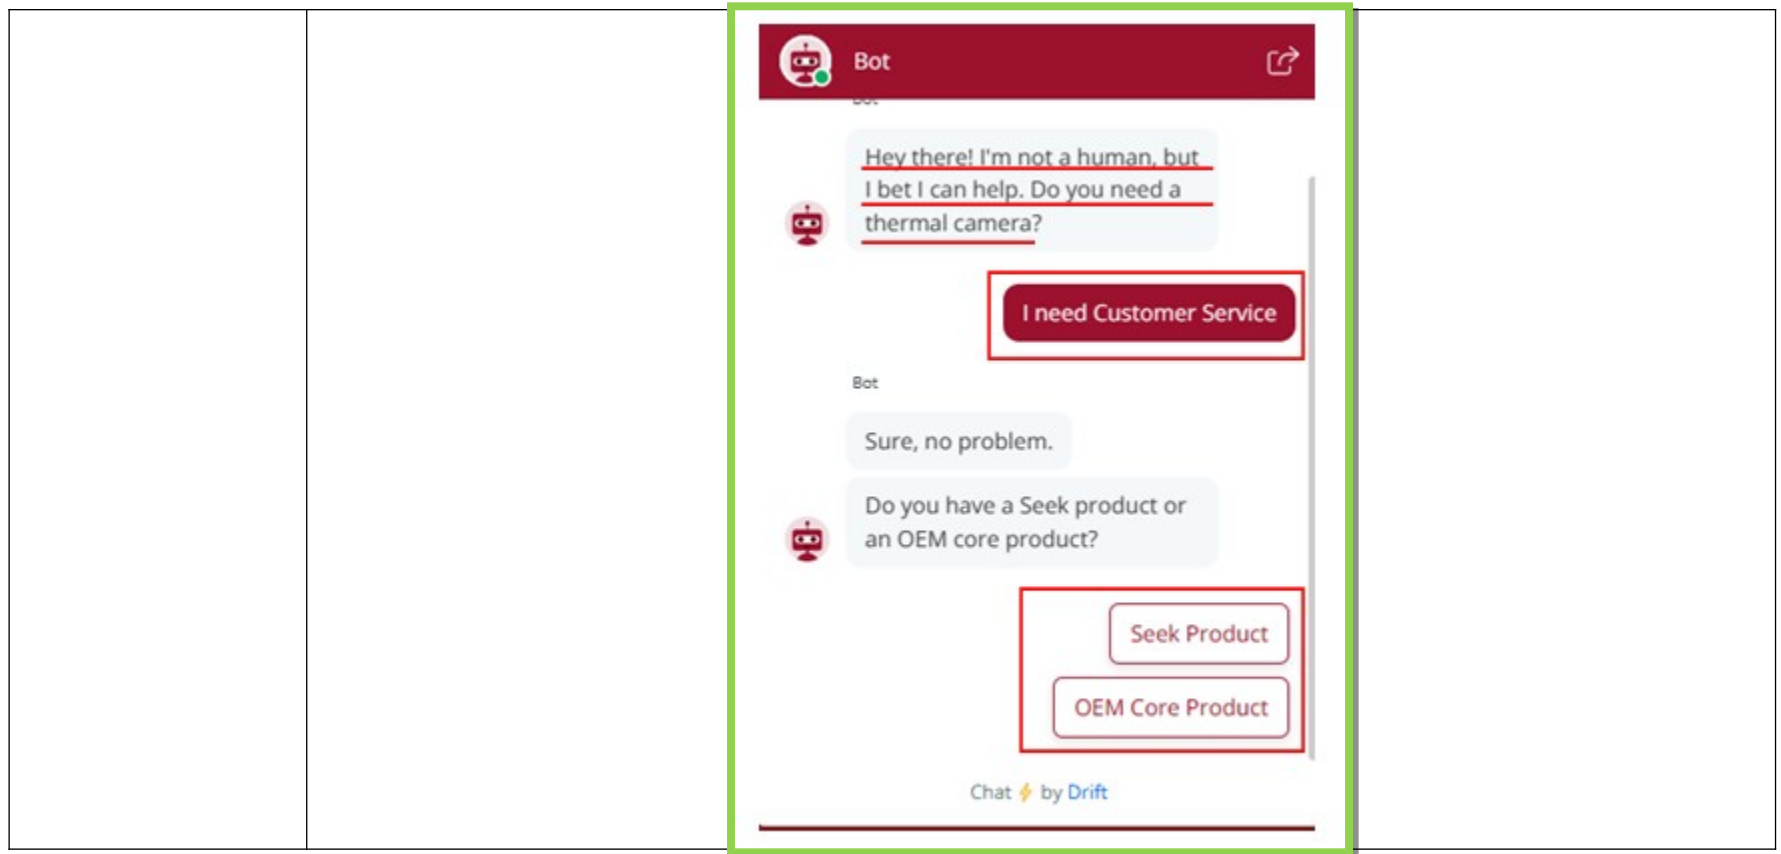 Bot
Bot
Hey there! I'm not a human, but
I bet I can help. Do you need a
thermal camera?
I need Customer Service
Bot
Sure, no problem.
Do you have a Seek product or
an OEM core product?
Seek Product
OEM Core Product
Chat by Drift